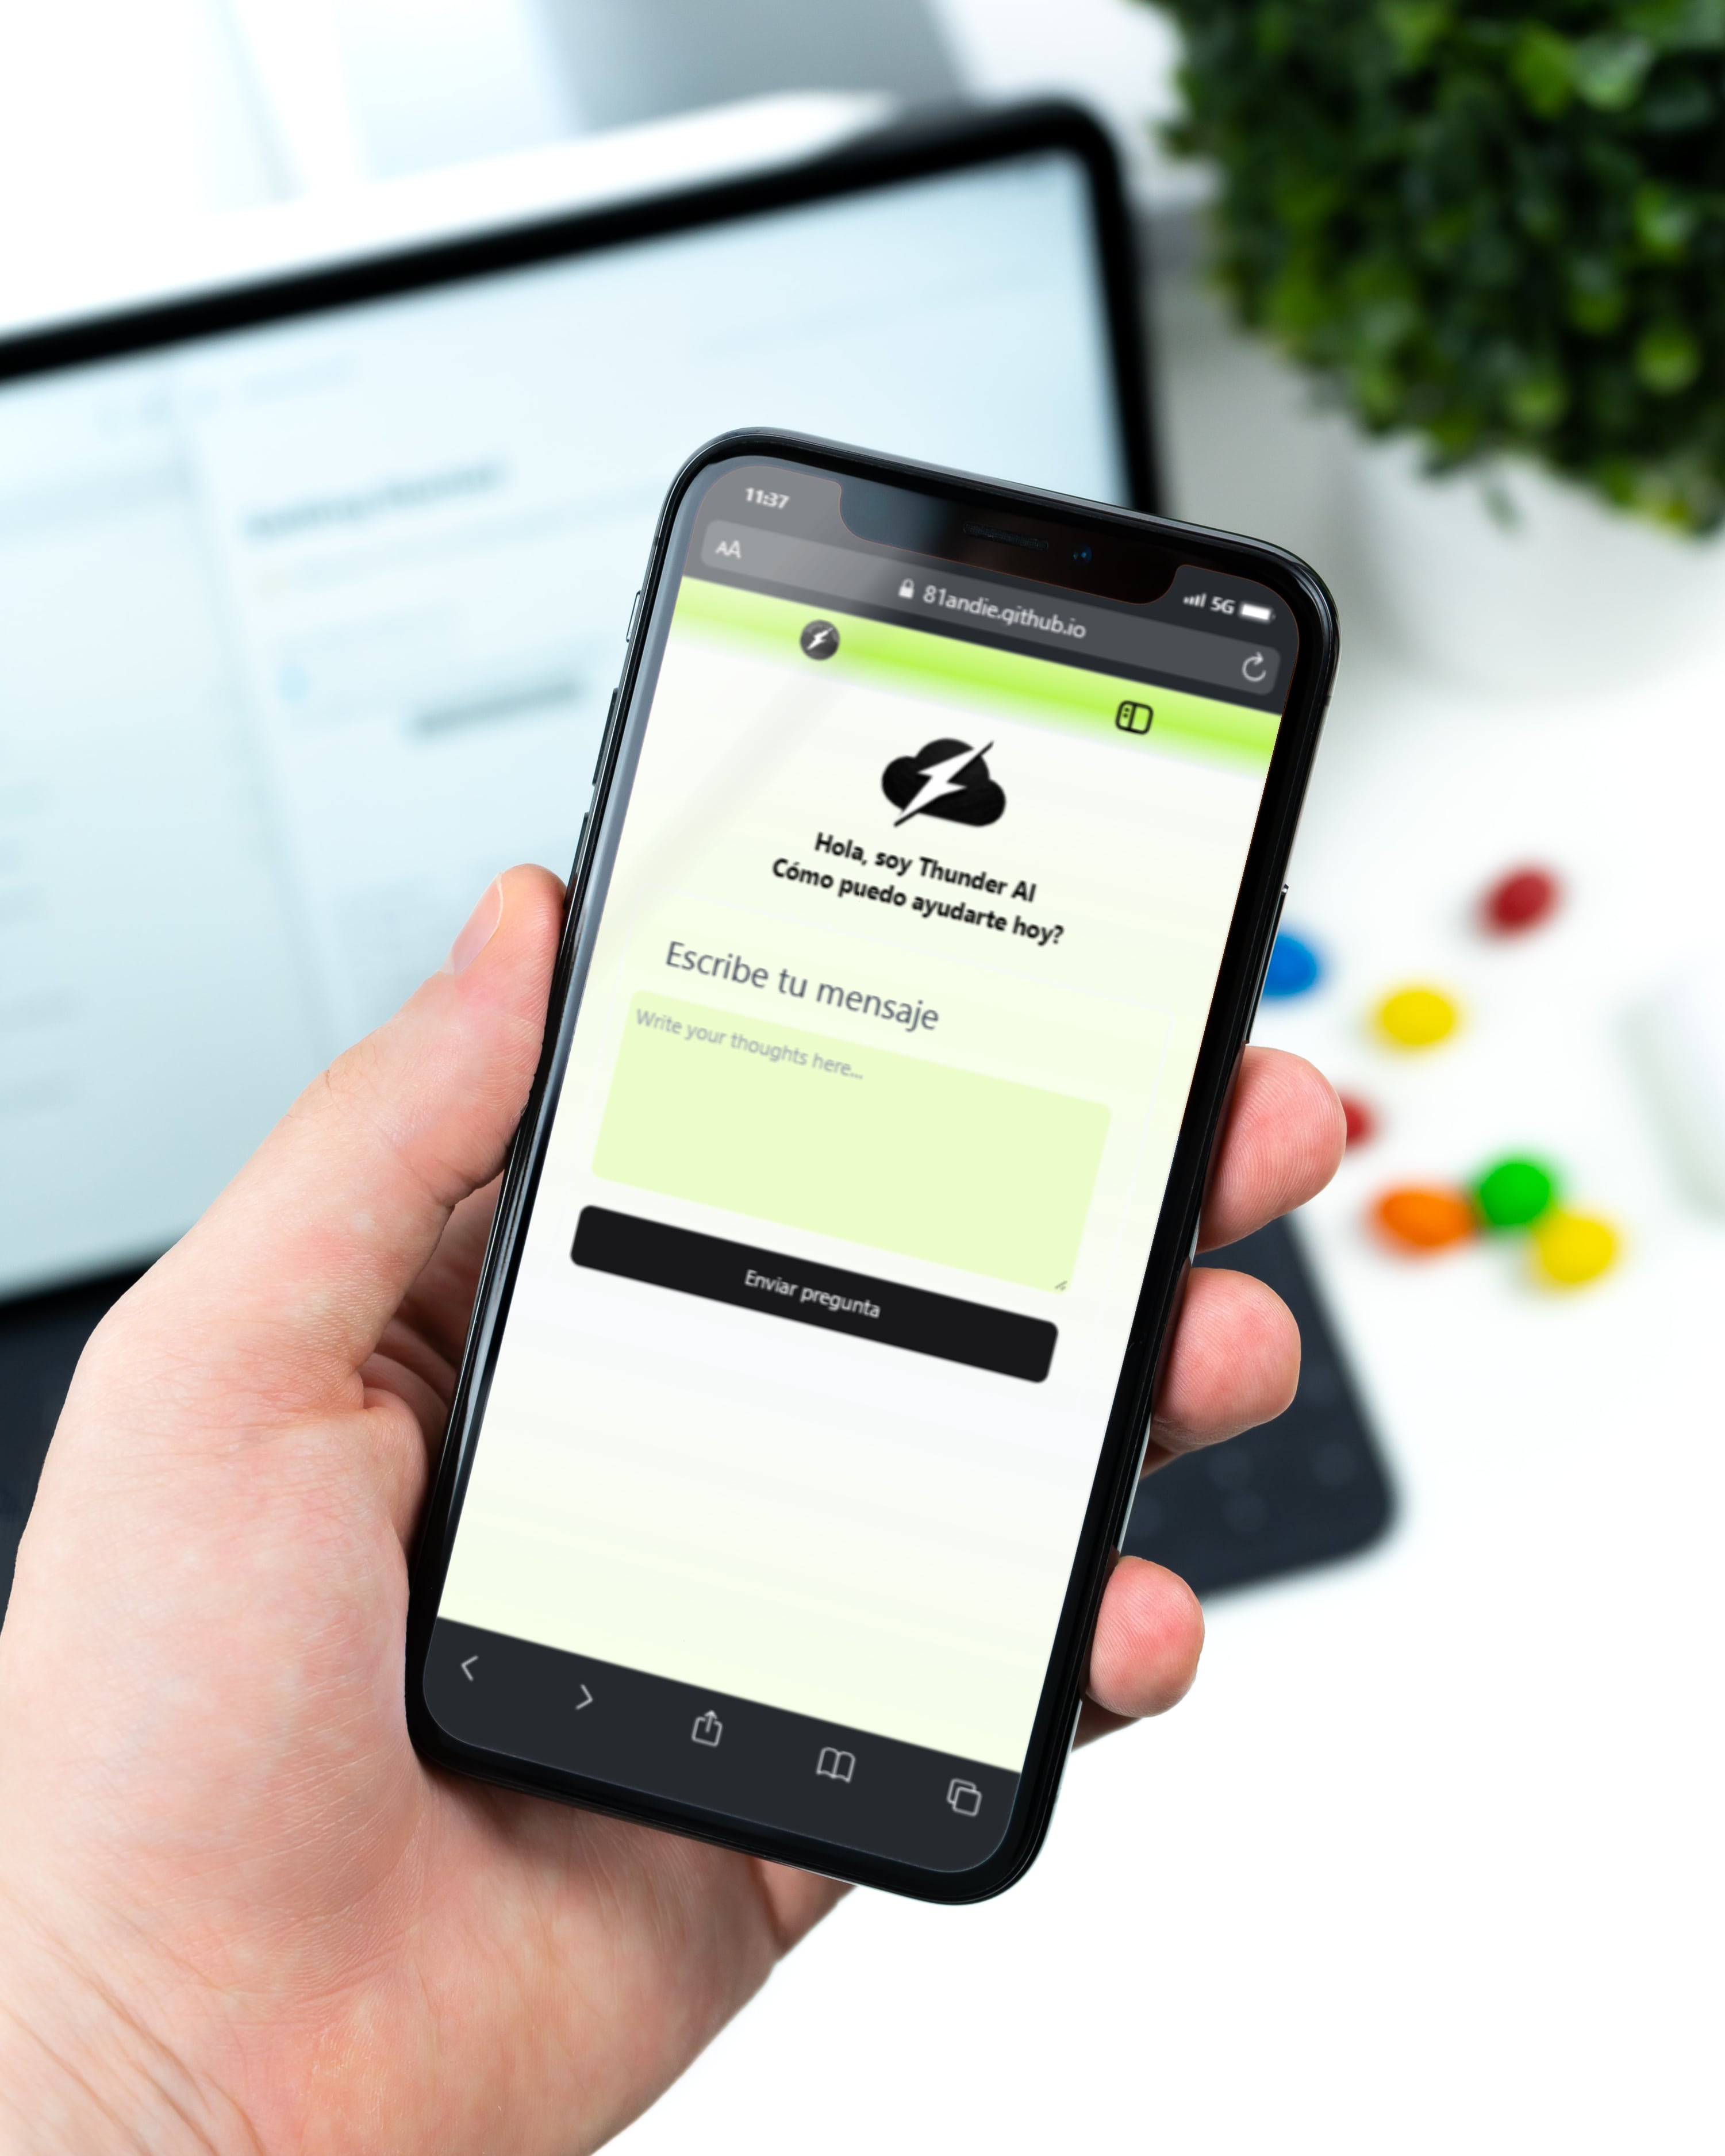 11:37
5G
AA
81andie.github.io
Hola, soy Thunder AI
Cómo puedo ayudarte hoy?
Escribe tu mensaje
Write your thoughts here...
Enviar pregunta